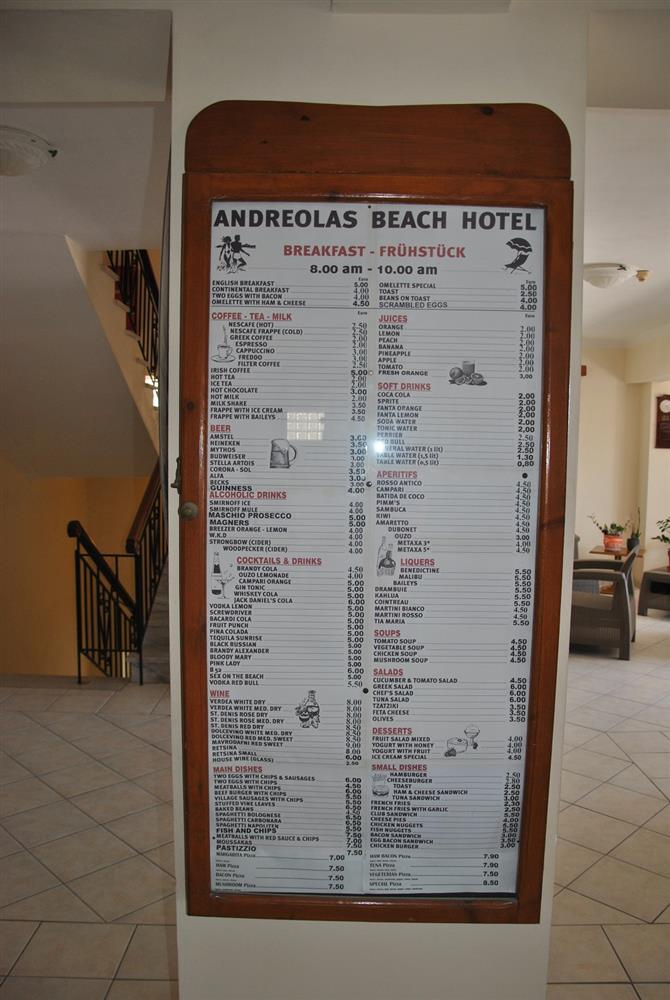 ANDREOLAS BEACH HOTEL
BREAKFAST - FRÜHSTÜCK
8.00 am - 10.00 am
Euro
ENGLISH BREAKFAST 5.00
CONTINENTAL BREAKFAST 4.00
TWO EGGS WITH BACON 4.00
OMELETTE WITH HAM & CHEESE 4.50
Euro
OMELETTE SPECIAL 5.00
TOAST 2.50
BEANS ON TOAST 4.00
SCRAMBLED EGGS 4.00
COFFEE - TEA - MILK
Euro
NESCAFE (HOT) 2.50
NESCAFE FRAPPE (COLD) 2.50
GREEK COFFEE 2.00
ESPRESSO 2.00
CAPPUCCINO 3.00
FREDDO 3.00
FILTER COFFEE 2.50
IRISH COFFEE 5.00
HOT TEA 2.00
ICE TEA 2.00
HOT CHOCOLATE 3.00
HOT MILK 2.00
MILK SHAKE 3.50
FRAPPE WITH ICE CREAM 3.50
FRAPPE WITH BAILEYS 4.50
BEER
AMSTEL 3.00
HEINEKEN 3.50
MYTHOS 3.00
BUDWEISER 3.00
STELLA ARTOIS 3.00
CORONA - SOL 3.50
ALFA 3.00
BECKS 3.00
GUINNESS 4.00
ALCOHOLIC DRINKS
SMIRNOFF ICE 4.00
SMIRNOFF MULE 4.00
MASCHIO PROSECCO 5.00
MAGNERS 5.00
BREEZER ORANGE - LEMON 4.00
W.K.D 4.00
STRONGBOW (CIDER) 4.00
WOODPECKER (CIDER) 4.00
COCKTAILS & DRINKS
BRANDY COLA 4.50
OUZO LEMONADE 4.00
CAMPARI ORANGE 5.00
GIN TONIC 5.00
WHISKEY COLA 5.00
JACK DANIEL'S COLA 6.00
VODKA LEMON 5.00
SCREWDRIVER 5.00
BACARDI COLA 5.00
FRUIT PUNCH 5.00
PINA COLADA 5.00
TEQUILA SUNRISE 5.00
BLACK RUSSIAN 5.00
BRANDY ALEXANDER 5.00
BLOODY MARY 5.00
PINK LADY 5.00
B 52 6.00
SEX ON THE BEACH 5.00
VODKA RED BULL 5.50
WINE
VERDEA WHITE DRY 8.00
VERDEA WHITE MED. DRY 8.00
ST. DENIS ROSE DRY 8.00
ST. DENIS ROSE MED. DRY 8.00
ST. DENIS RED DRY 8.50
DOLCEVINO WHITE MED. DRY 8.50
DOLCEVINO RED MED. SWEET 8.50
MAVRODAFNI RED SWEET 9.00
RETSINA 8.00
RETSINA SMALL 6.00
HOUSE WINE (GLASS) 2.50
MAIN DISHES
TWO EGGS WITH CHIPS & SAUSAGES
TWO EGGS WITH CHIPS 6.00
MEATBALLS WITH CHIPS 4.50
BEEF BURGER WITH CHIPS 6.00
VILLAGE SAUSAGES WITH CHIPS 5.50
STUFFED VINE LEAVES 5.50
BAKED BEANS 4.50
SPAGHETTI BOLOGNESE 6.50
SPAGHETTI CARBONARA 6.50
SPAGHETTI NAPOLITEN 5.50
FISH AND CHIPS 5.50
MEATBALLS WITH RED SAUCE & CHIPS 7.00
MOUSSAKAS 7.00
PASTIZZIO 7.50
MARGARITA Pizza 7.00
HAM Pizza 7.50
BACON Pizza 7.50
MUSHROOM Pizza 7.50
JUICES
ORANGE 2.00
LEMON 2.00
PEACH 2.00
BANANA 2.00
PINEAPPLE 2.00
APPLE 2.00
TOMATO 2.00
FRESH ORANGE 3.00
SOFT DRINKS
COCA COLA 2.00
SPRITE 2.00
FANTA ORANGE 2.00
FANTA LEMON 2.00
SODA WATER 2.00
TONIC WATER 2.00
PERRIER 2.50
RED BULL 2.50
MINERAL WATER (1 lit) 2.50
TABLE WATER (1,5 lit) 1.30
TABLE WATER (0,5 lit) 0,80
APERITIFS
ROSSO ANTICO 4.50
CAMPARI 4.50
BATIDA DE COCO 4.50
PIMM'S 4.50
SAMBUCA 4.50
KIWI 4.50
AMARETTO 4.50
DUBONET 4.50
OUZO 3.00
METAXA 3* 4.00
METAXA 5* 4.50
LIQUERS
BENEDICTINE 5.50
MALIBU 5.50
BAILEYS 5.50
DRAMBUIE 5.50
KAHLUA 5.50
COINTREAU 5.50
MARTINI BIANCO 4.50
MARTINI ROSSO 4.50
TIA MARIA 5.50
SOUPS
TOMATO SOUP 4.50
VEGETABLE SOUP 4.50
CHICKEN SOUP 4.50
MUSHROOM SOUP 4.50
SALADS
CUCUMBER & TOMATO SALAD 4.50
GREEK SALAD 6.00
CHEF'S SALAD 6.00
TUNA SALAD 6.00
TZATZIKI 3.50
FETA CHEESE 3.50
OLIVES 3.50
DESSERTS
FRUIT SALAD MIXED 4.00
YOGURT WITH HONEY 4.00
YOGURT WITH FRUIT 4.00
ICE CREAM SPECIAL 4.50
SMALL DISHES
HAMBURGER 2.50
CHEESEBURGER 2.80
TOAST 2.50
HAM & CHEESE SANDWICH 2.50
TUNA SANDWICH 3.00
FRENCH FRIES 2.30
FRENCH FRIES WITH GARLIC 2.50
CLUB SANDWICH 5.50
CHEESE PIES 4.00
CHICKEN NUGGETS 5.50
FISH NUGGETS 5.50
BACON SANDWICH 3.00
EGG BACON SANDWICH 3.50
CHICKEN BURGER 3.00
HAM BACON Pizza 7.90
TUNA Pizza 7.90
VEGETERIAN Pizza 7.50
SPECIAL Pizza 8.50